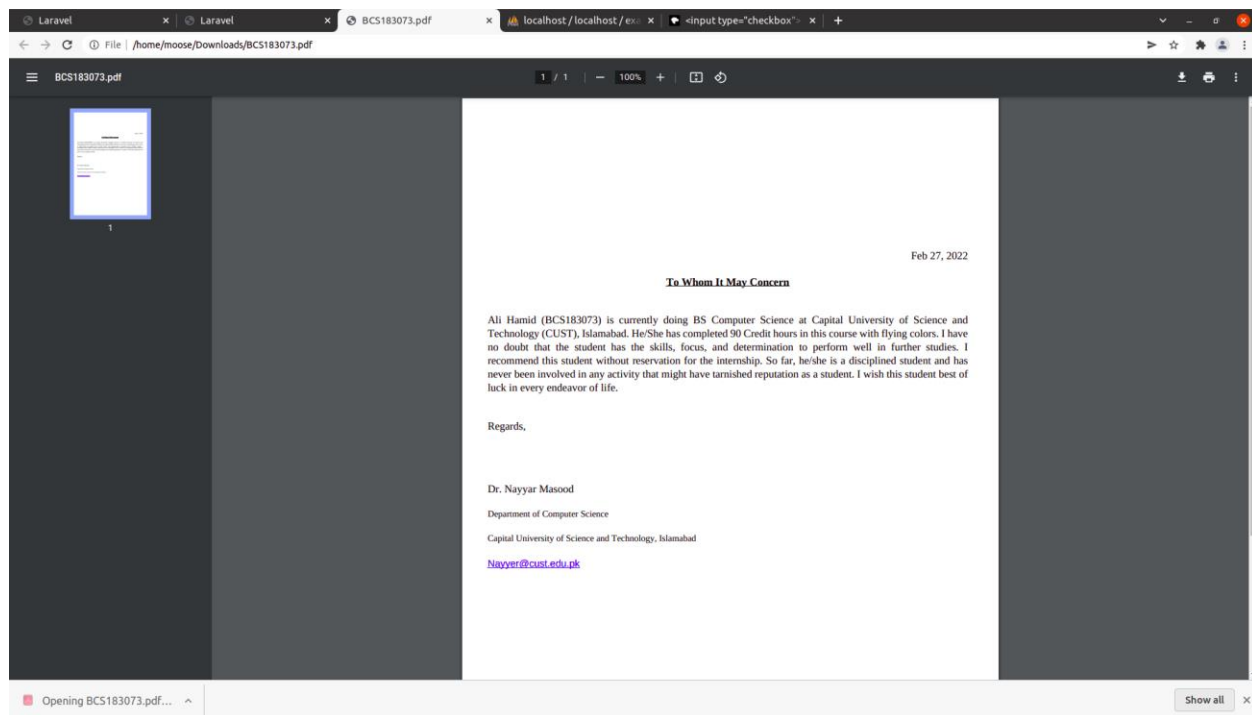 Laravel
Laravel
BCS183073.pdf
localhost / localhost / exa
<input type="checkbox">
File /home/moose/Downloads/BCS183073.pdf
BCS183073.pdf
1 / 1
100%
1
Feb 27, 2022
To Whom It May Concern
Ali Hamid (BCS183073) is currently doing BS Computer Science at Capital University of Science and
Technology (CUST), Islamabad. He/She has completed 90 Credit hours in this course with flying colors. I have
no doubt that the student has the skills, focus, and determination to perform well in further studies. I
recommend this student without reservation for the internship. So far, he/she is a disciplined student and has
never been involved in any activity that might have tarnished reputation as a student. I wish this student best of
luck in every endeavor of life.
Regards,
Dr. Nayyar Masood
Department of Computer Science
Capital University of Science and Technology, Islamabad
Nayyer@cust.edu.pk
Opening BCS183073.pdf...
Show all